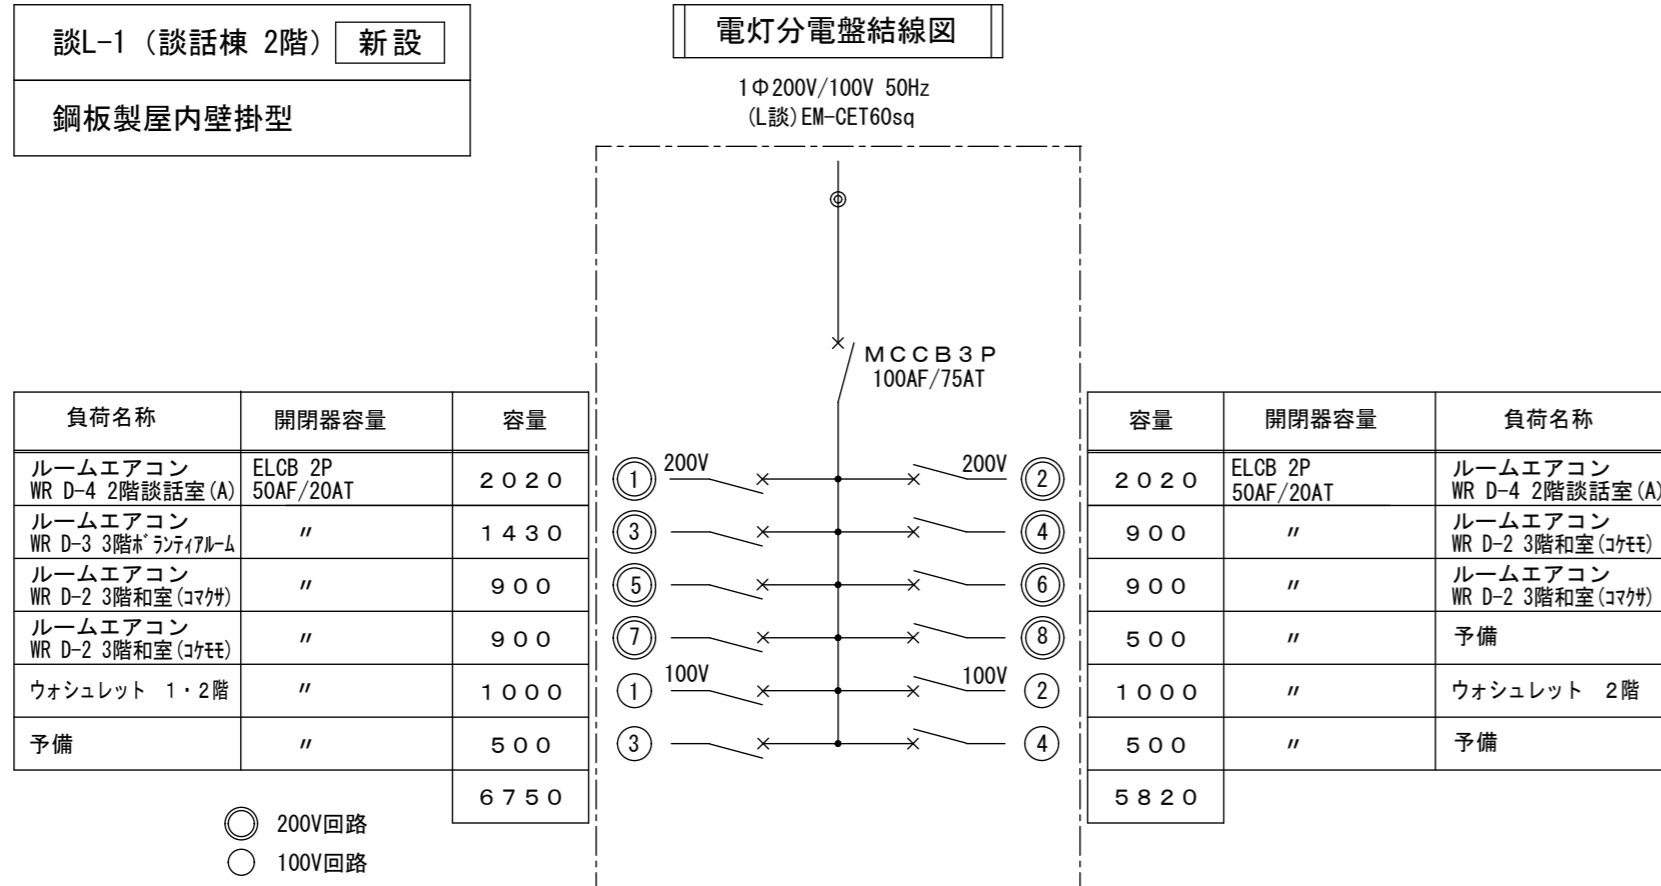 談L-1 (談話棟 2階) 新設
鋼板製屋内壁掛型
電灯分電盤結線図
1Φ200V/100V 50Hz
(L談)EM-CET60sq
MCCB3P
100AF/75AT
負荷名称 開閉器容量 容量
ルームエアコン
WR D-4 2階談話室(A)
ELCB 2P
50AF/20AT
2020
ルームエアコン
WR D-3 3階ボランティアルーム
〃
1430
ルームエアコン
WR D-2 3階和室(コマクサ)
〃
900
ルームエアコン
WR D-2 3階和室(コケモモ)
〃
900
ウォシュレット 1・2階 〃 1000
予備 〃 500
6750
① 200V 200V ②
③ ④
⑤ ⑥
⑦ ⑧
① 100V 100V ②
③ ④
容量 開閉器容量 負荷名称
2020
ELCB 2P
50AF/20AT
ルームエアコン
WR D-4 2階談話室(A)
900
〃
ルームエアコン
WR D-2 3階和室(コケモモ)
900
〃
ルームエアコン
WR D-2 3階和室(コマクサ)
500 〃 予備
1000 〃 ウォシュレット 2階
500 〃 予備
5820
200V回路
100V回路